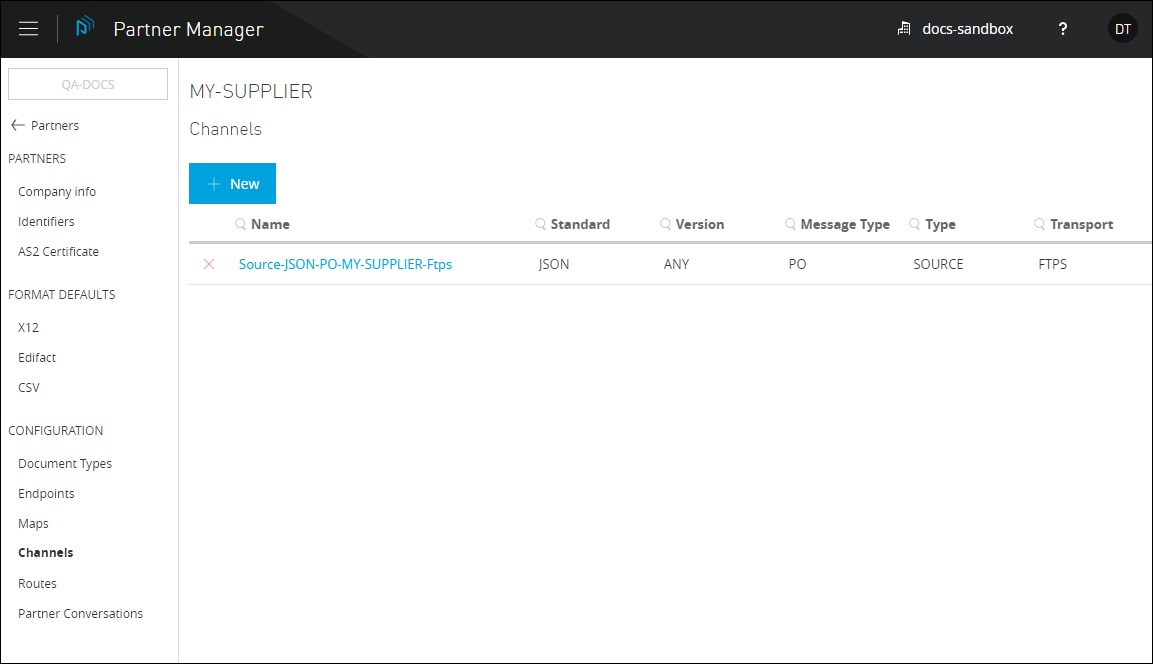 Partner Manager
docs-sandbox
?
DT
QA-DOCS
Partners
PARTNERS
Company info
Identifiers
AS2 Certificate
FORMAT DEFAULTS
X12
Edifact
CSV
CONFIGURATION
Document Types
Endpoints
Maps
Channels
Routes
Partner Conversations
MY-SUPPLIER
Channels
+ New
Name Standard Version Message Type Type Transport
Source-JSON-PO-MY-SUPPLIER-Ftps JSON ANY PO SOURCE FTPS